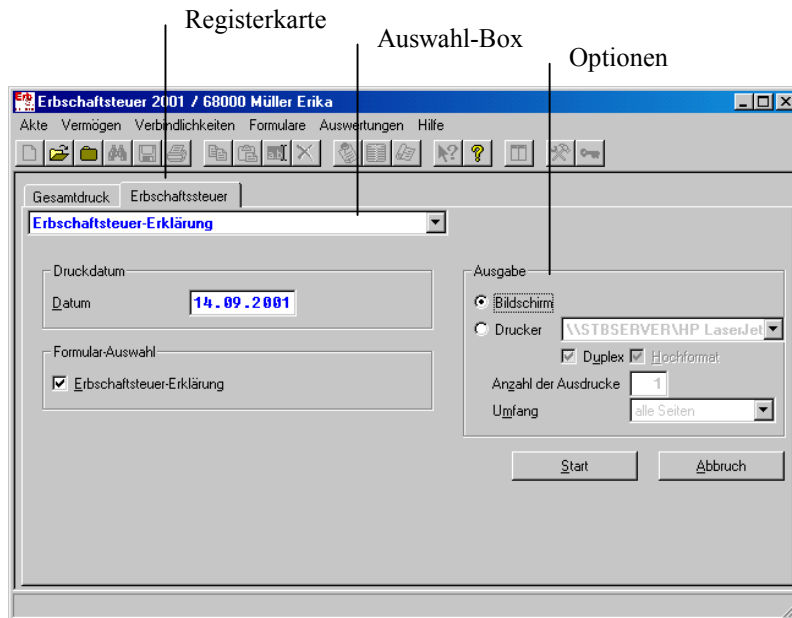 Registerkarte
Auswahl-Box
Optionen
Erbschaftsteuer 2001 / 68000 Müller Erika
Akte Vermögen Verbindlichkeiten Formulare Auswertungen Hilfe
Gesamtdruck Erbschaftssteuer
Erbschaftsteuer-Erklärung
Druckdatum
Datum 14.09.2001
Formular-Auswahl
Erbschaftsteuer-Erklärung
Ausgabe
Bildschirm
Drucker \\STBSERVER\HP LaserJet
Duplex Hochformat
Anzahl der Ausdrucke 1
Umfang alle Seiten
Start Abbruch